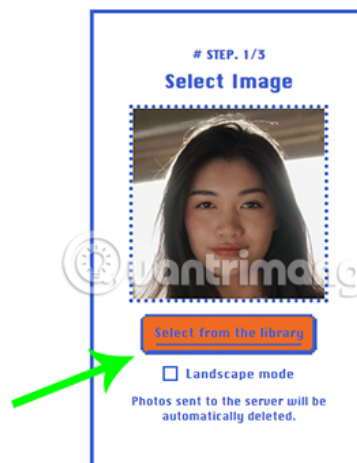 # STEP. 1/3
Select Image
uantrimang
Select from the library
Landscape mode
Photos sent to the server will be
automatically deleted.